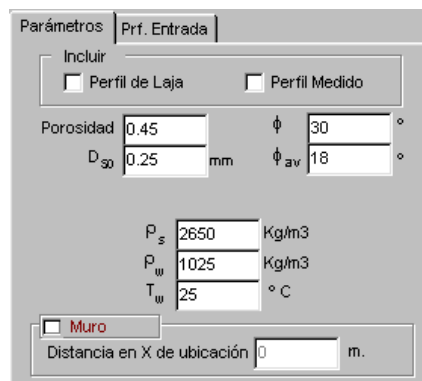 Parámetros Prf. Entrada
Incluir
Perfil de Laja Perfil Medido
Porosidad 0.45 ϕ 30 °
D50 0.25 mm ϕav 18 °
ρs 2650 Kg/m3
ρw 1025 Kg/m3
Tw 25 ° C
Muro
Distancia en X de ubicación 0 m.